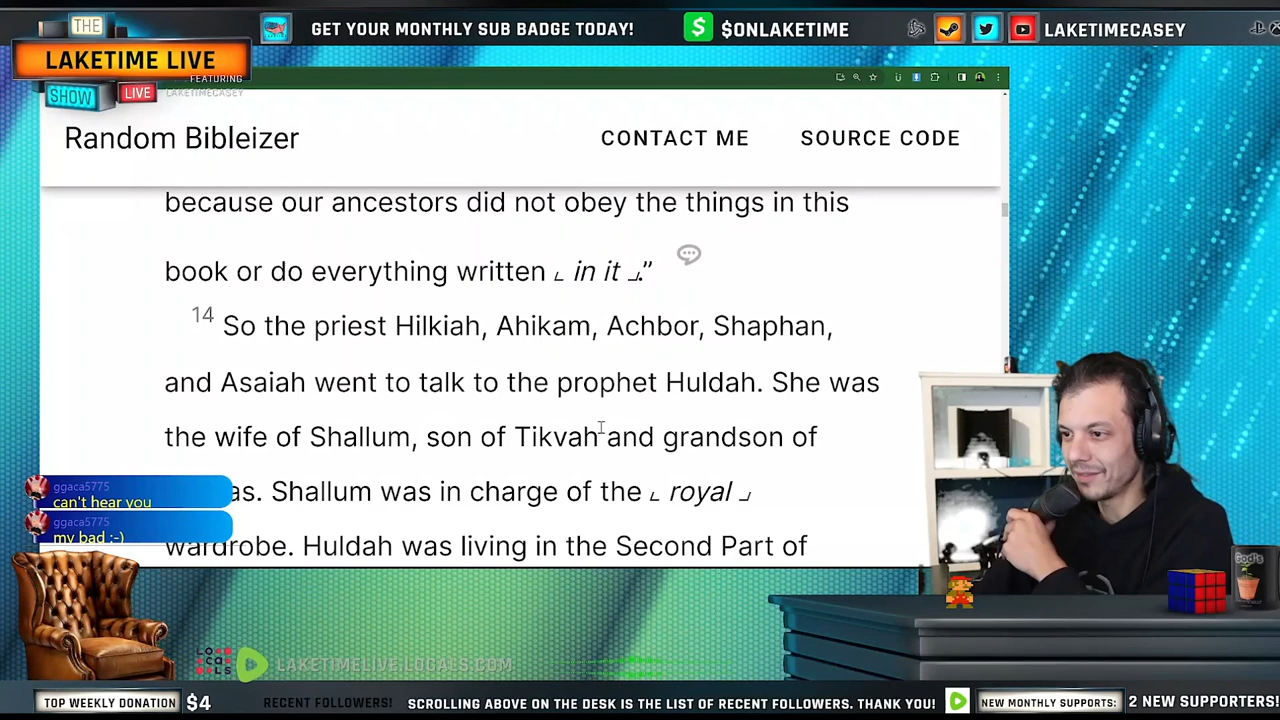 THE
LAKETIME LIVE
FEATURING
SHOW
LIVE
LAKETIMECASEY
GET YOUR MONTHLY SUB BADGE TODAY!
$ $ONLAKETIME
LAKETIMECASEY
Random Bibleizer
CONTACT ME
SOURCE CODE
because our ancestors did not obey the things in this
book or do everything written ⌞ in it ⌟.”
14 So the priest Hilkiah, Ahikam, Achbor, Shaphan,
and Asaiah went to talk to the prophet Huldah. She was
the wife of Shallum, son of Tikvah and grandson of
as. Shallum was in charge of the ⌞ royal ⌟
wardrobe. Huldah was living in the Second Part of
ggaca5775
can't hear you
ggaca5775
my bad :-)
God's
LOCALS
LAKETIMELIVE.LOCALS.COM
TOP WEEKLY DONATION
$4
RECENT FOLLOWERS!
SCROLLING ABOVE ON THE DESK IS THE LIST OF RECENT FOLLOWERS. THANK YOU!
NEW MONTHLY SUPPORTS:
2 NEW SUPPORTERS!